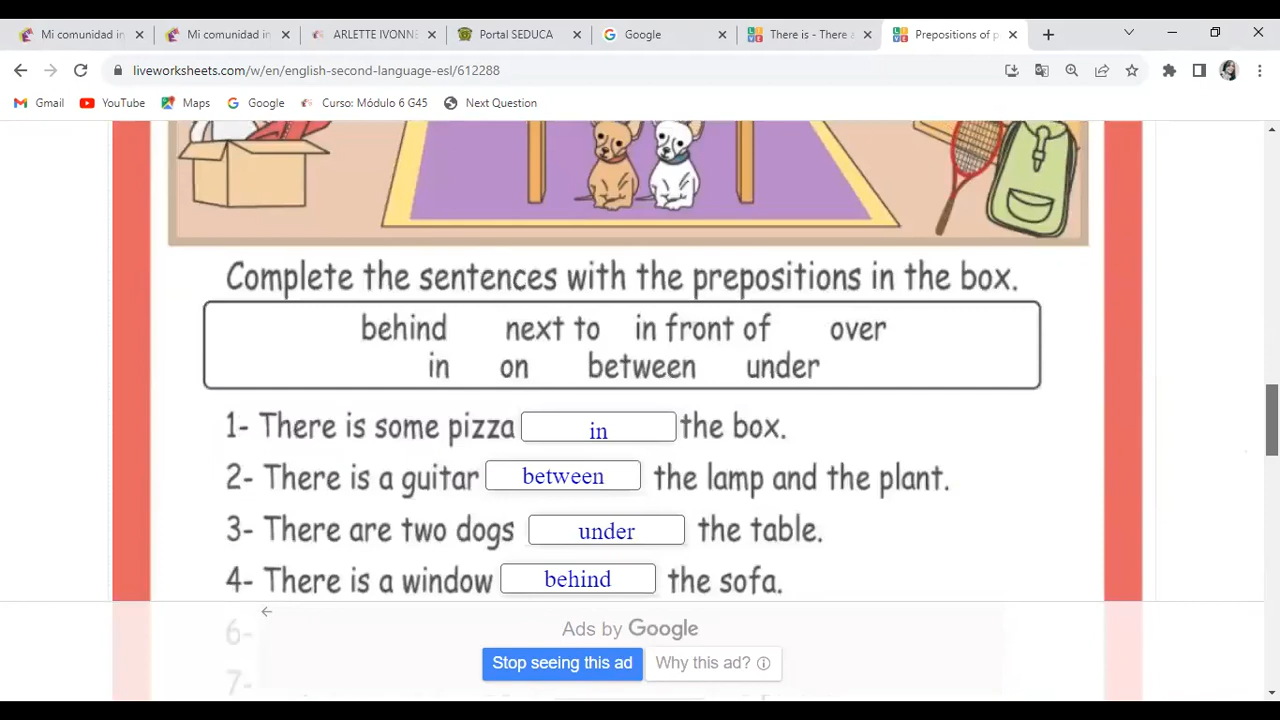 Mi comunidad in
Mi comunidad in
ARLETTE IVONNE
Portal SEDUCA
Google
There is - There a
Prepositions of p
liveworksheets.com/w/en/english-second-language-esl/612288
Gmail
YouTube
Maps
Google
Curso: Módulo 6 G45
Next Question
Complete the sentences with the prepositions in the box.
behind next to in front of over
in on between under
1- There is some pizza in the box.
2- There is a guitar between the lamp and the plant.
3- There are two dogs under the table.
4- There is a window behind the sofa.
6-
Ads by Google
Stop seeing this ad
Why this ad?
7-